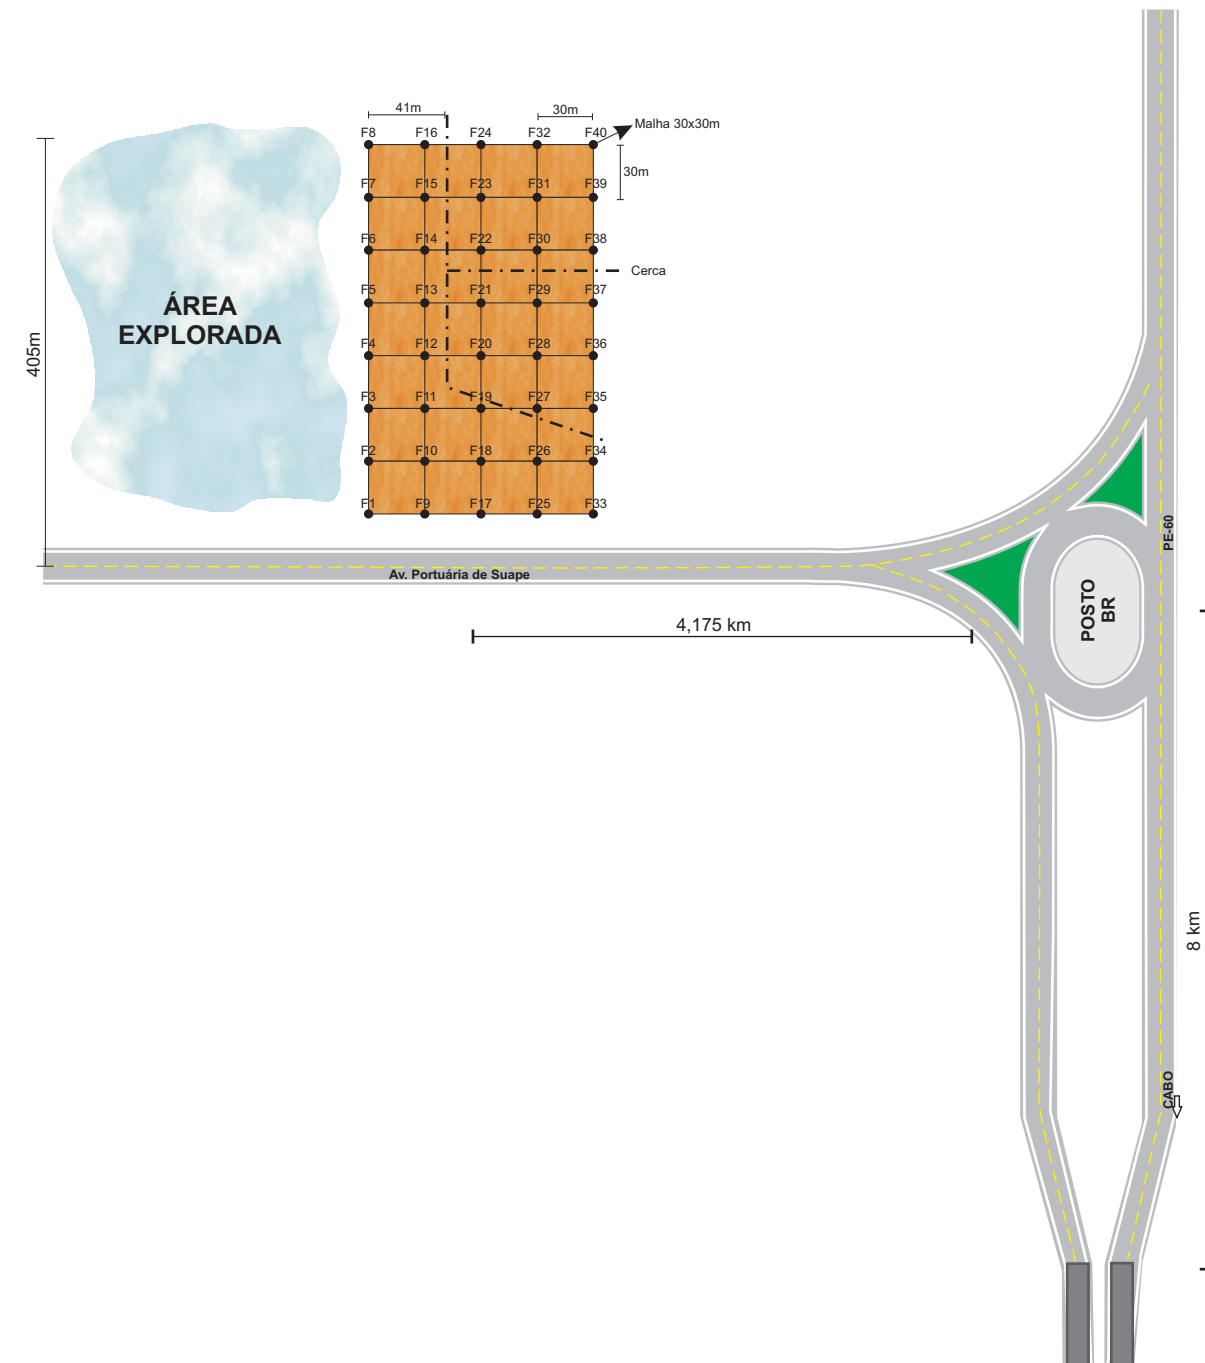 41m
30m
F8 F16 F24 F32 F40
Malha 30x30m
30m
F7 F15 F23 F31 F39
F6 F14 F22 F30 F38
Cerca
F5 F13 F21 F29 F37
ÁREA
EXPLORADA
405m
F4 F12 F20 F28 F36
F3 F11 F19 F27 F35
F2 F10 F18 F26 F34
F1 F9 F17 F25 F33
PE-60
Av. Portuária de Suape
POSTO
BR
4,175 km
8 km
CABO